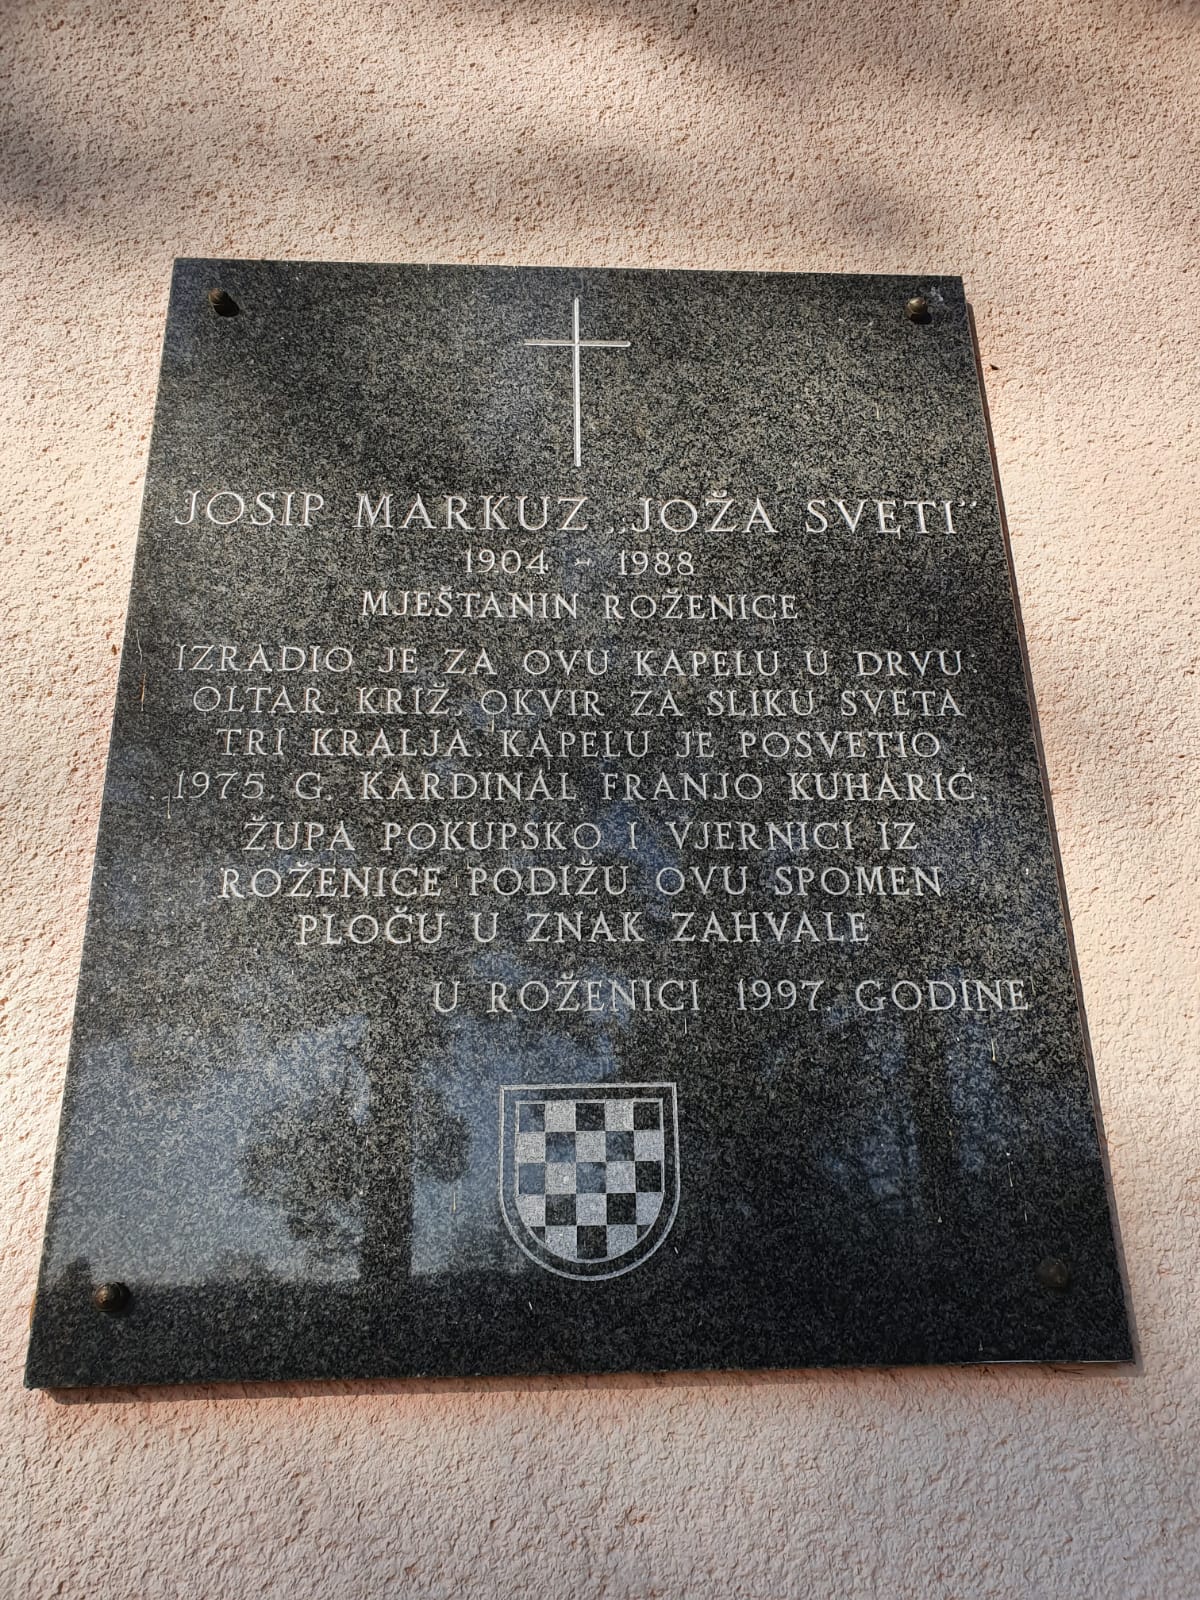 JOSIP MARKUZ „JOŽA SVETI”
1904 - 1988
MJEŠTANIN ROŽENICE
IZRADIO JE ZA OVU KAPELU U DRVU:
OLTAR, KRIŽ, OKVIR ZA SLIKU SVETA
TRI KRALJA. KAPELU JE POSVETIO
1975. G. KARDINAL FRANJO KUHARIĆ.
ŽUPA POKUPSKO I VJERNICI IZ
ROŽENICE PODIŽU OVU SPOMEN
PLOČU U ZNAK ZAHVALE
U ROŽENICI 1997. GODINE